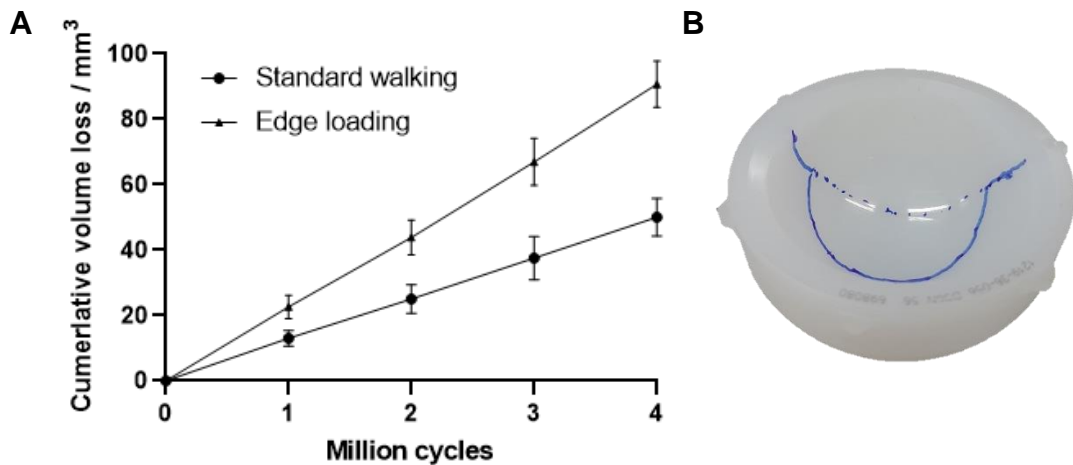 A
B
Cumerlative volume loss / mm³
100
80
60
40
20
0
Standard walking
Edge loading
0 1 2 3 4
Million cycles